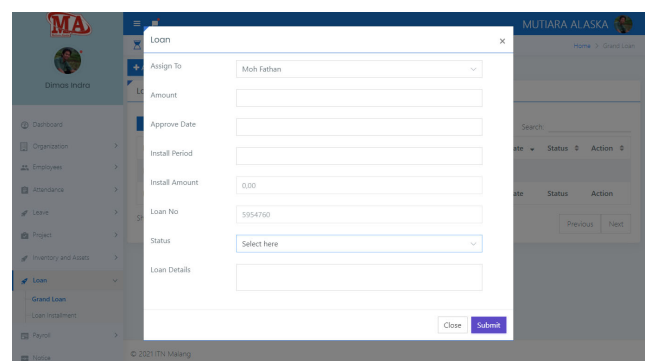 MA
MUTIARA ALASKA
Home > Grand Loan
Dimas Indra
Dashboard
Organization
Employees
Attendance
Leave
Project
Inventory and Assets
Loan
Grand Loan
Loan Installment
Payroll
Notice
Loan
×
Assign To
Moh Fathan
Amount
Approve Date
Install Period
Install Amount
0,00
Loan No
5954760
Status
Select here
Loan Details
Close
Submit
Search:
Status
Action
Status
Action
Previous
Next
© 2021 ITN Malang